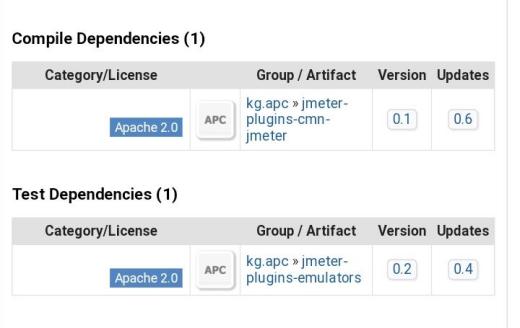 Compile Dependencies (1)
Category/License Group / Artifact Version Updates
Apache 2.0 APC kg.apc » jmeter-
plugins-cmn-
jmeter 0.1 0.6
Test Dependencies (1)
Category/License Group / Artifact Version Updates
Apache 2.0 APC kg.apc » jmeter-
plugins-emulators 0.2 0.4